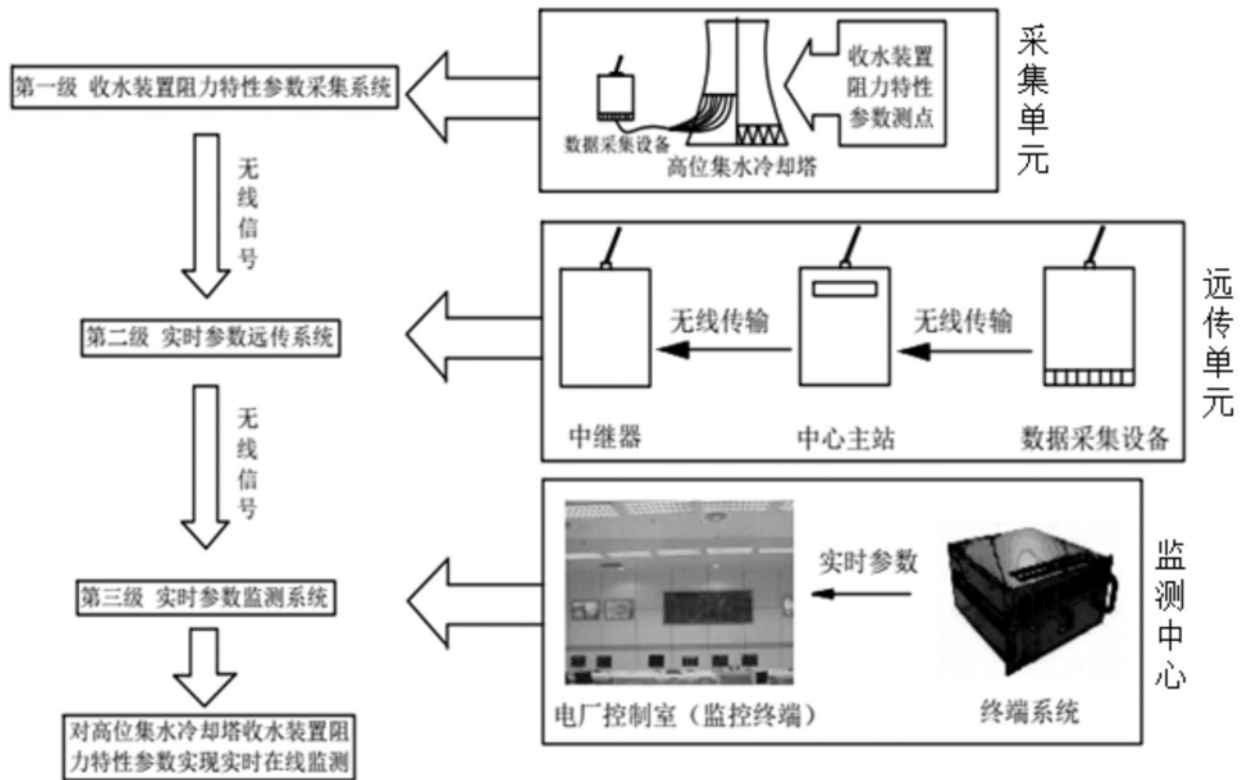 第一级 收水装置阻力特性参数采集系统
无线信号
第二级 实时参数远传系统
无线信号
第三级 实时参数监测系统
对高位集水冷却塔收水装置阻
力特性参数实现实时在线监测
数据采集设备
高位集水冷却塔
收水装置
阻力特性
参数测点
采集单元
无线传输
无线传输
中继器
中心主站
数据采集设备
远传单元
实时参数
电厂控制室（监控终端）
终端系统
监测中心